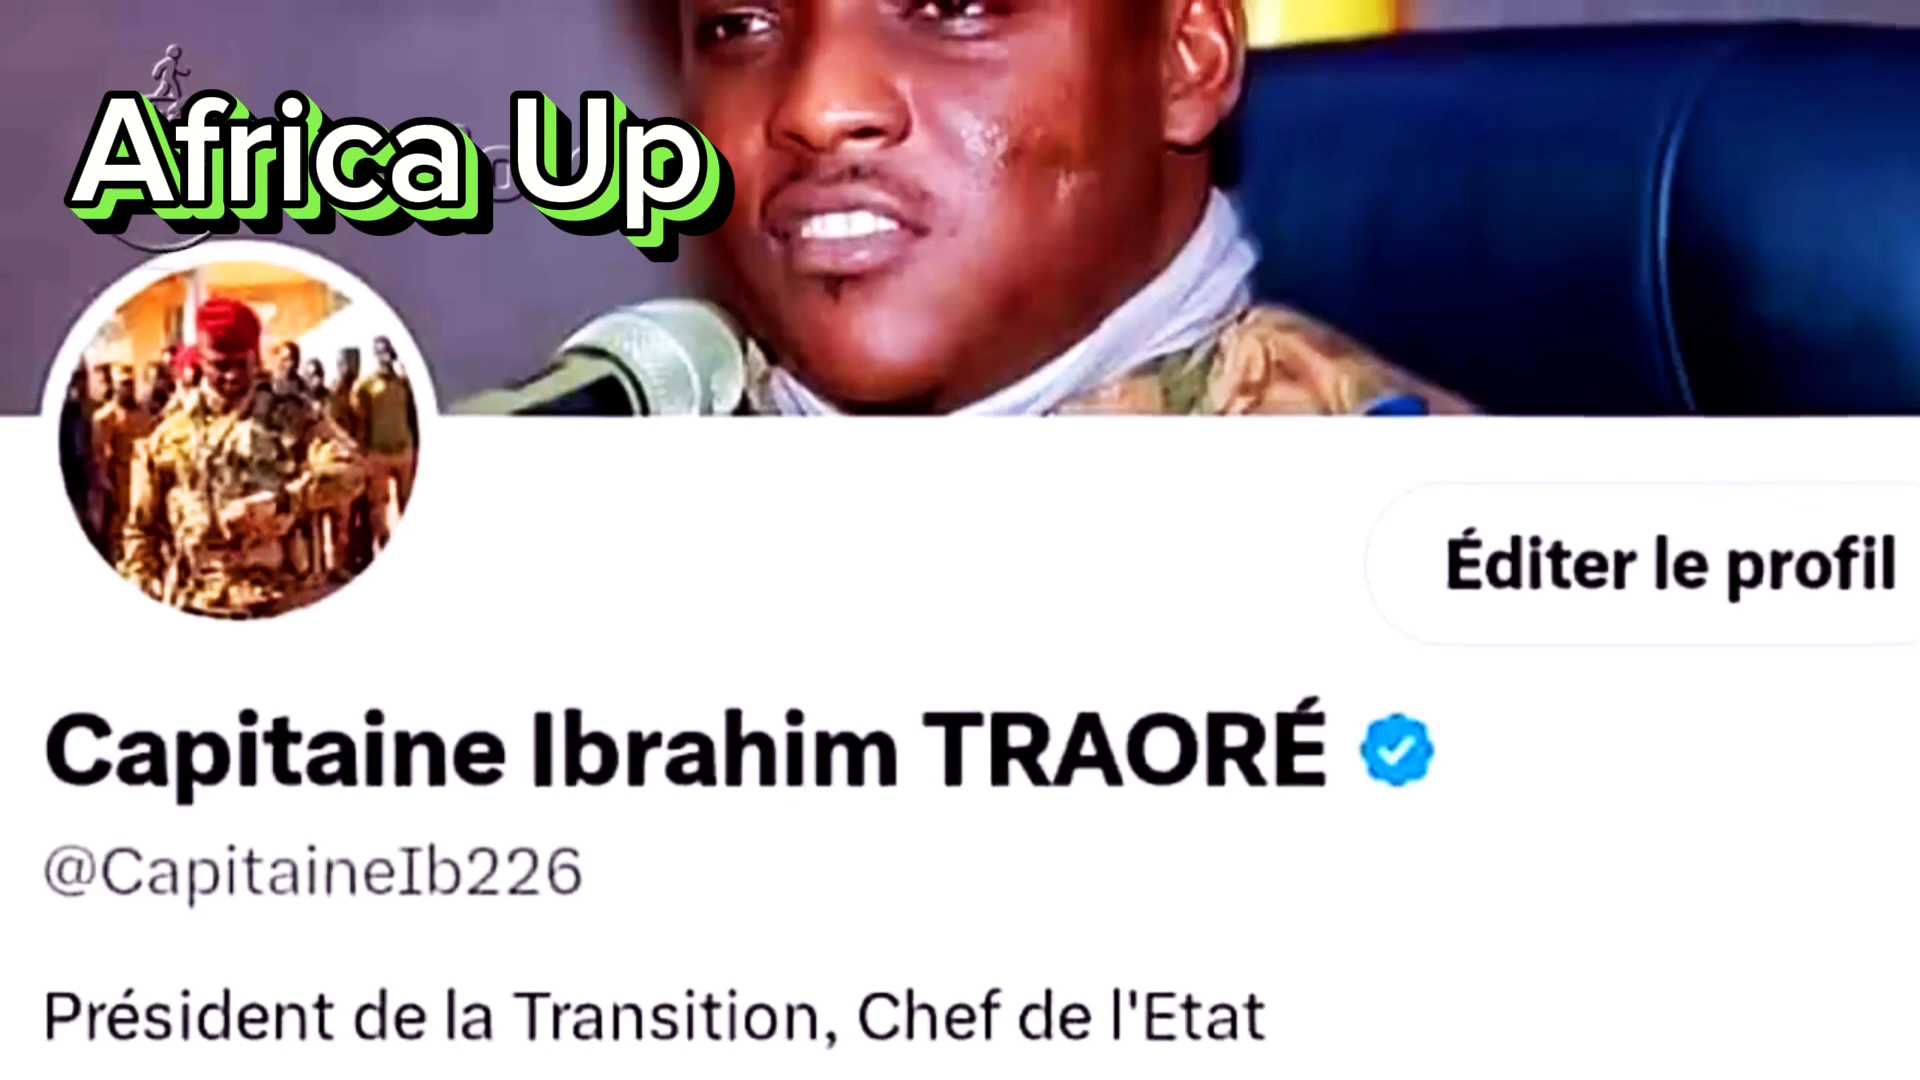 Africa Up
Éditer le profil
Capitaine Ibrahim TRAORÉ
@CapitaineIb226
Président de la Transition, Chef de l'Etat